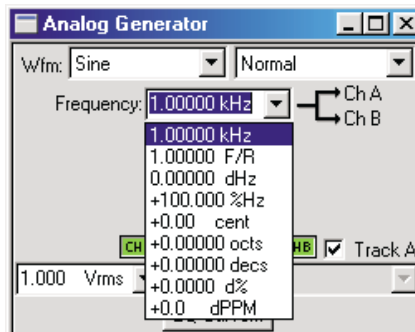 Analog Generator
Wfm: Sine Normal
Frequency: 1.00000 kHz Ch A
Ch B
1.00000 kHz
1.00000 F/R
0.00000 dHz
+100.000 %Hz
+0.00 cent
+0.00000 octs
+0.00000 decs
+0.0000 d%
+0.0 dPPM
CH HB Track A
1.000 Vrms